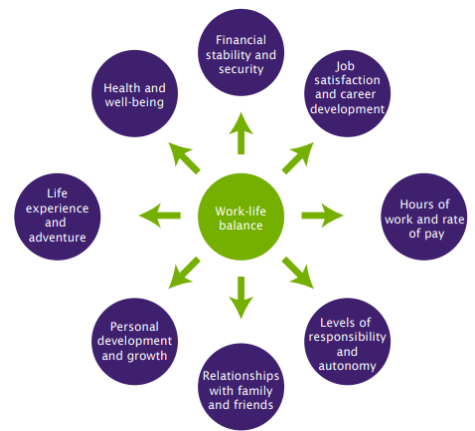 Financial
stability and
security
Job
satisfaction
and career
development
Hours of
work and rate
of pay
Levels of
responsibility
and
autonomy
Relationships
with family
and friends
Personal
development
and growth
Life
experience
and
adventure
Health and
well-being
Work-life
balance